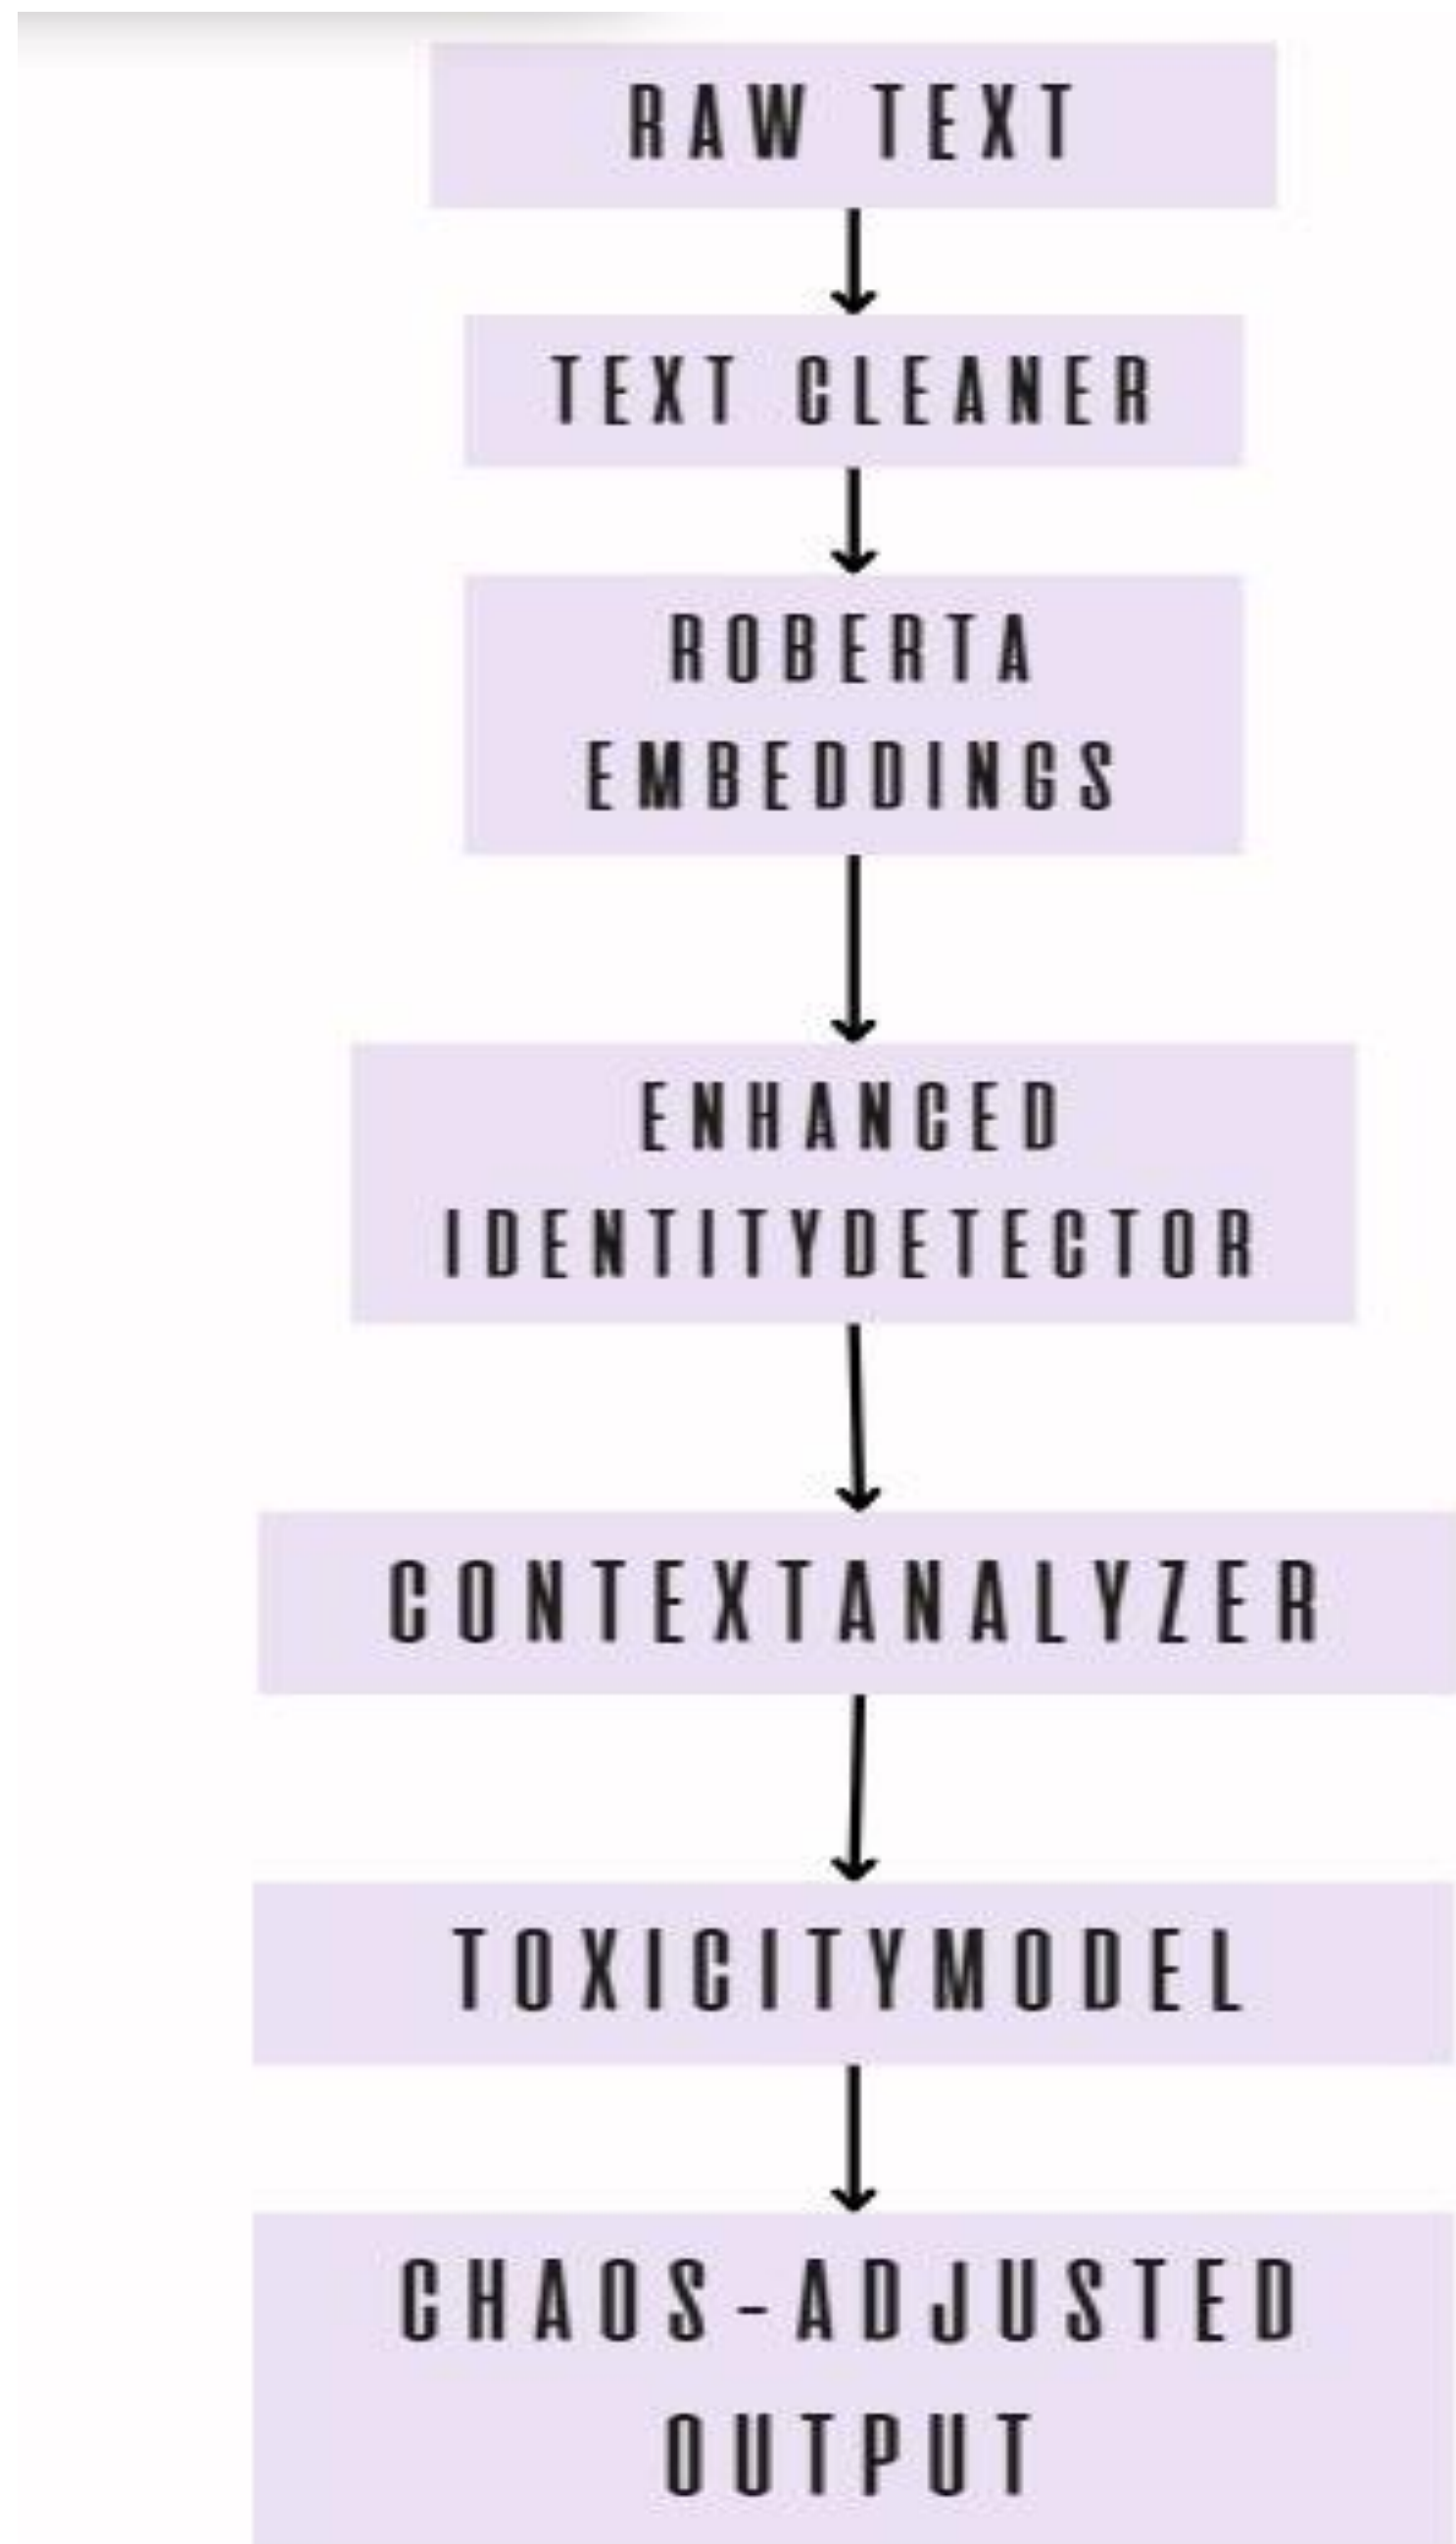 RAW TEXT
TEXT CLEANER
ROBERTA
EMBEDDINGS
ENHANCED
IDENTITYDETECTOR
CONTEXTANALYZER
TOXICITYMODEL
CHAOS-ADJUSTED
OUTPUT